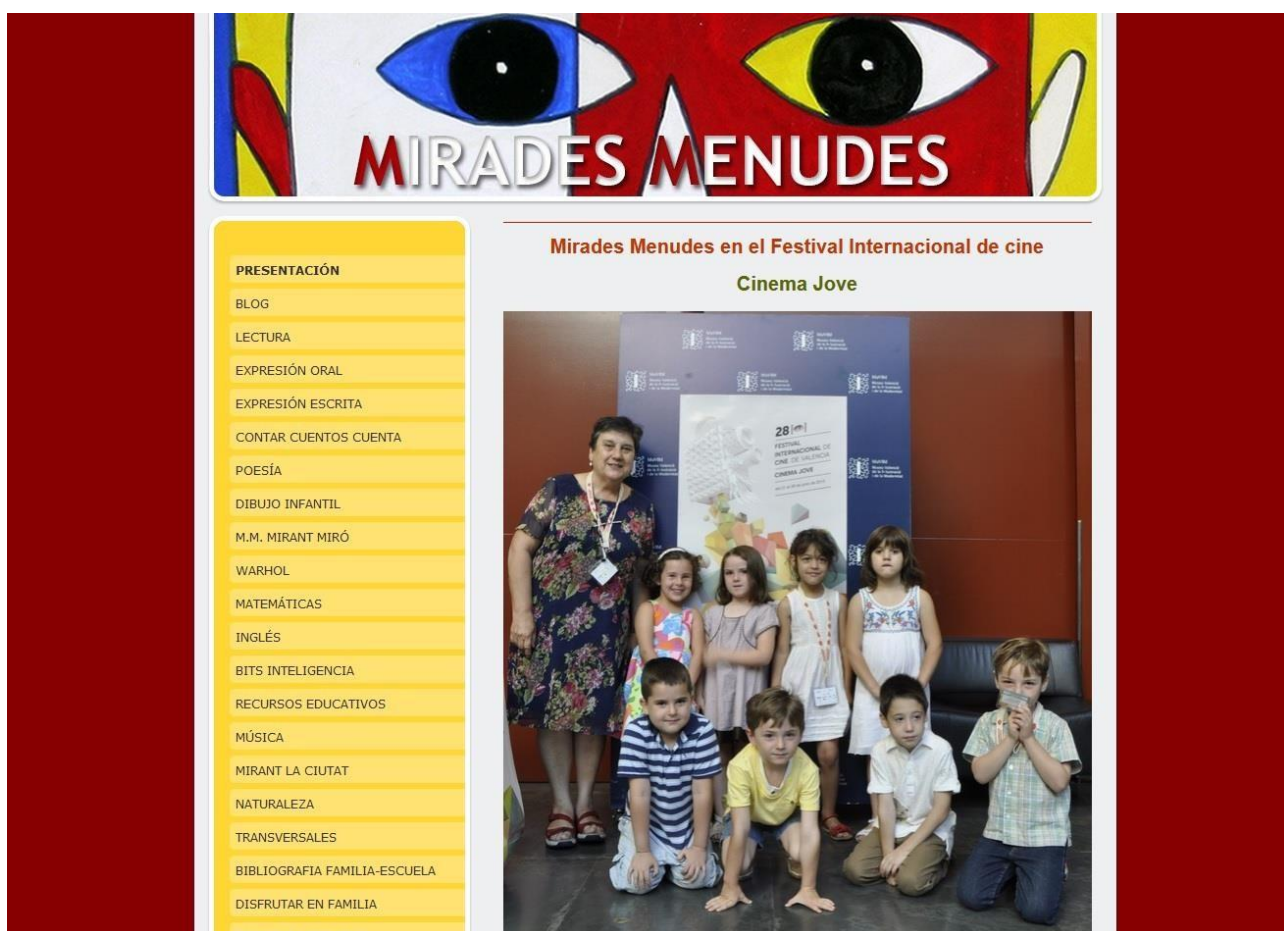 MIRADES MENUDES
PRESENTACIÓN
BLOG
LECTURA
EXPRESIÓN ORAL
EXPRESIÓN ESCRITA
CONTAR CUENTOS CUENTA
POESÍA
DIBUJO INFANTIL
M.M. MIRANT MIRÓ
WARHOL
MATEMÁTICAS
INGLÉS
BITS INTELIGENCIA
RECURSOS EDUCATIVOS
MÚSICA
MIRANT LA CIUTAT
NATURALEZA
TRANSVERSALES
BIBLIOGRAFIA FAMILIA-ESCUELA
DISFRUTAR EN FAMILIA
Mirades Menudes en el Festival Internacional de cine
Cinema Jove
28
FESTIVAL
INTERNACIONAL DE
CINE DE VALENCIA
CINEMA JOVE